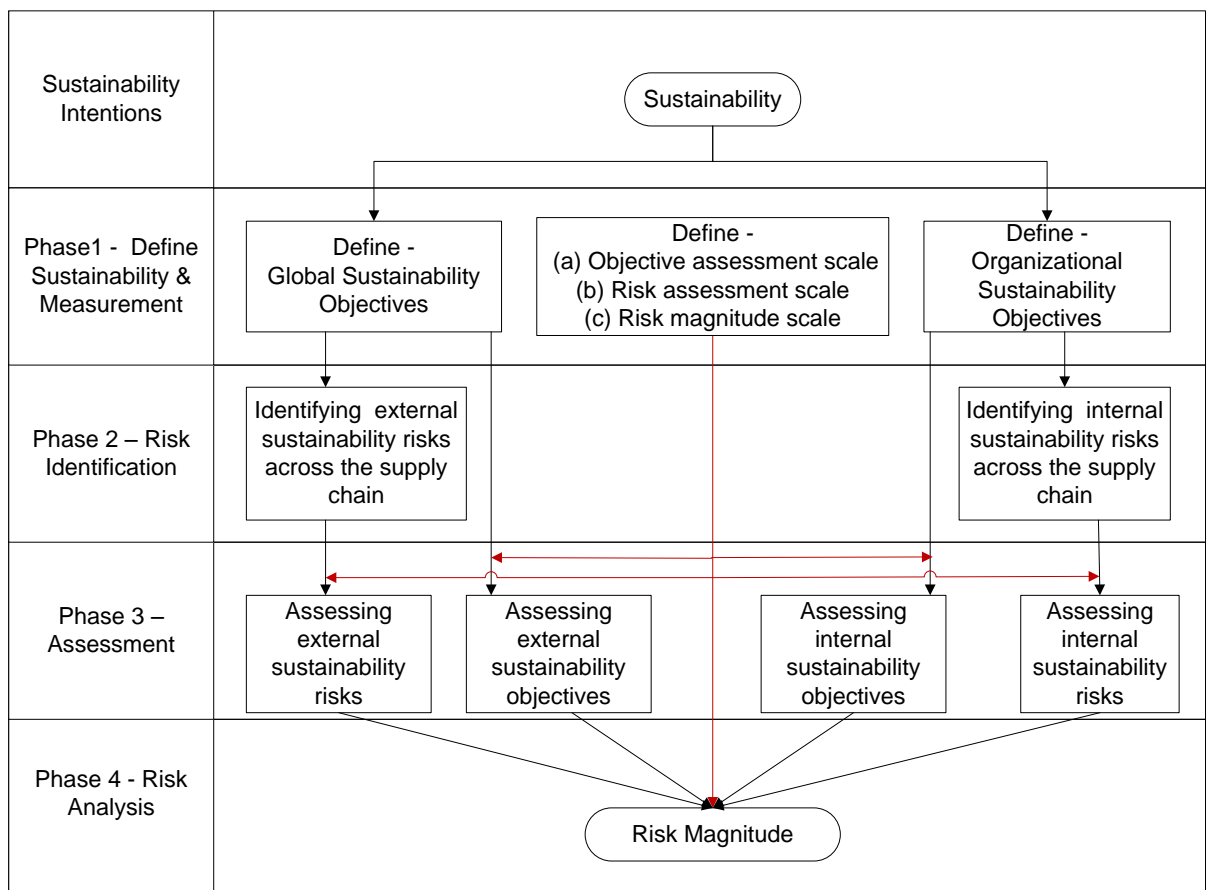 Sustainability
Intentions
Sustainability
Phase1 - Define
Sustainability &
Measurement
Define -
Global Sustainability
Objectives
Define -
(a) Objective assessment scale
(b) Risk assessment scale
(c) Risk magnitude scale
Define -
Organizational
Sustainability
Objectives
Phase 2 – Risk
Identification
Identifying external
sustainability risks
across the supply
chain
Identifying internal
sustainability risks
across the supply
chain
Phase 3 –
Assessment
Assessing
external
sustainability
risks
Assessing
external
sustainability
objectives
Assessing
internal
sustainability
objectives
Assessing
internal
sustainability
risks
Phase 4 - Risk
Analysis
Risk Magnitude